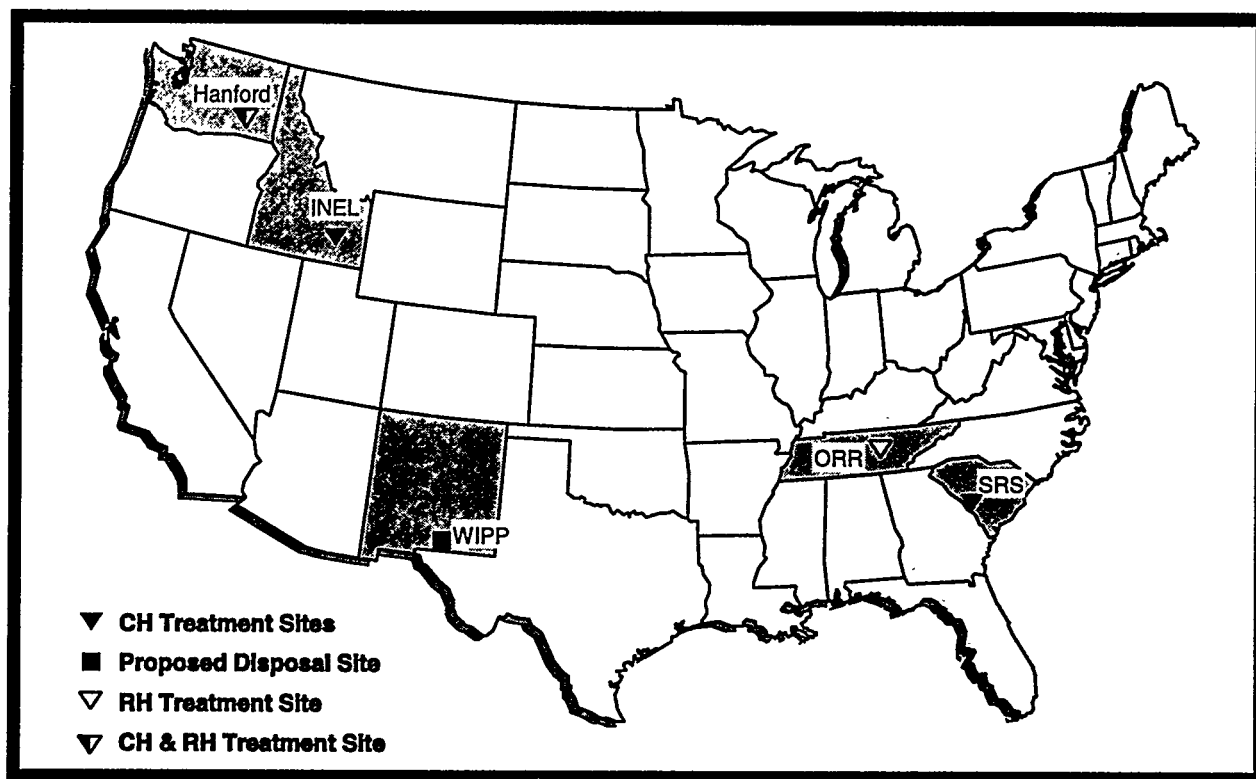 Hanford
INEL
ORR
SRS
WIPP
CH Treatment Sites
Proposed Disposal Site
RH Treatment Site
CH & RH Treatment Site